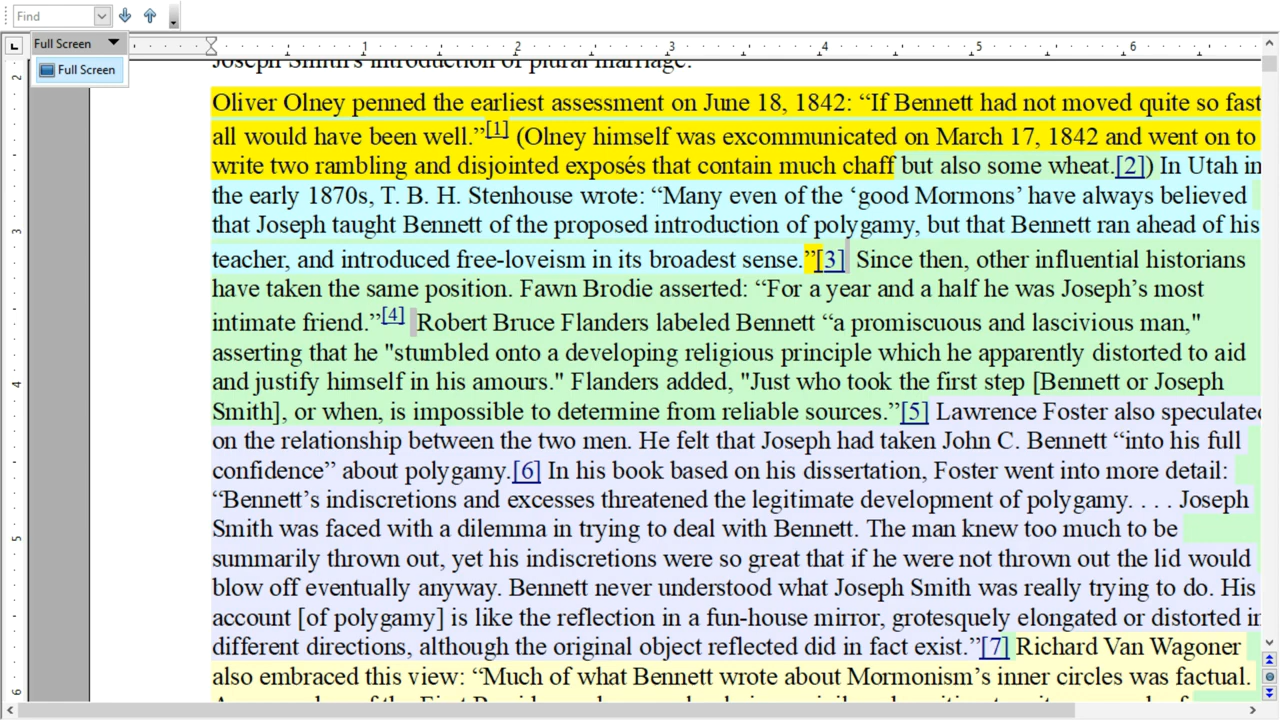 Find
Full Screen
Full Screen
1 2 3 4 5 6
2
3
4
5
6
Joseph Smith's introduction of plural marriage.
Oliver Olney penned the earliest assessment on June 18, 1842: “If Bennett had not moved quite so fast
all would have been well.”[1] (Olney himself was excommunicated on March 17, 1842 and went on to
write two rambling and disjointed exposés that contain much chaff but also some wheat.[2]) In Utah in
the early 1870s, T. B. H. Stenhouse wrote: “Many even of the ‘good Mormons’ have always believed
that Joseph taught Bennett of the proposed introduction of polygamy, but that Bennett ran ahead of his
teacher, and introduced free-loveism in its broadest sense.”[3] Since then, other influential historians
have taken the same position. Fawn Brodie asserted: “For a year and a half he was Joseph’s most
intimate friend.”[4] Robert Bruce Flanders labeled Bennett “a promiscuous and lascivious man,"
asserting that he "stumbled onto a developing religious principle which he apparently distorted to aid
and justify himself in his amours." Flanders added, "Just who took the first step [Bennett or Joseph
Smith], or when, is impossible to determine from reliable sources.”[5] Lawrence Foster also speculated
on the relationship between the two men. He felt that Joseph had taken John C. Bennett “into his full
confidence” about polygamy.[6] In his book based on his dissertation, Foster went into more detail:
“Bennett’s indiscretions and excesses threatened the legitimate development of polygamy. . . . Joseph
Smith was faced with a dilemma in trying to deal with Bennett. The man knew too much to be
summarily thrown out, yet his indiscretions were so great that if he were not thrown out the lid would
blow off eventually anyway. Bennett never understood what Joseph Smith was really trying to do. His
account [of polygamy] is like the reflection in a fun-house mirror, grotesquely elongated or distorted in
different directions, although the original object reflected did in fact exist.”[7] Richard Van Wagoner
also embraced this view: “Much of what Bennett wrote about Mormonism’s inner circles was factual.